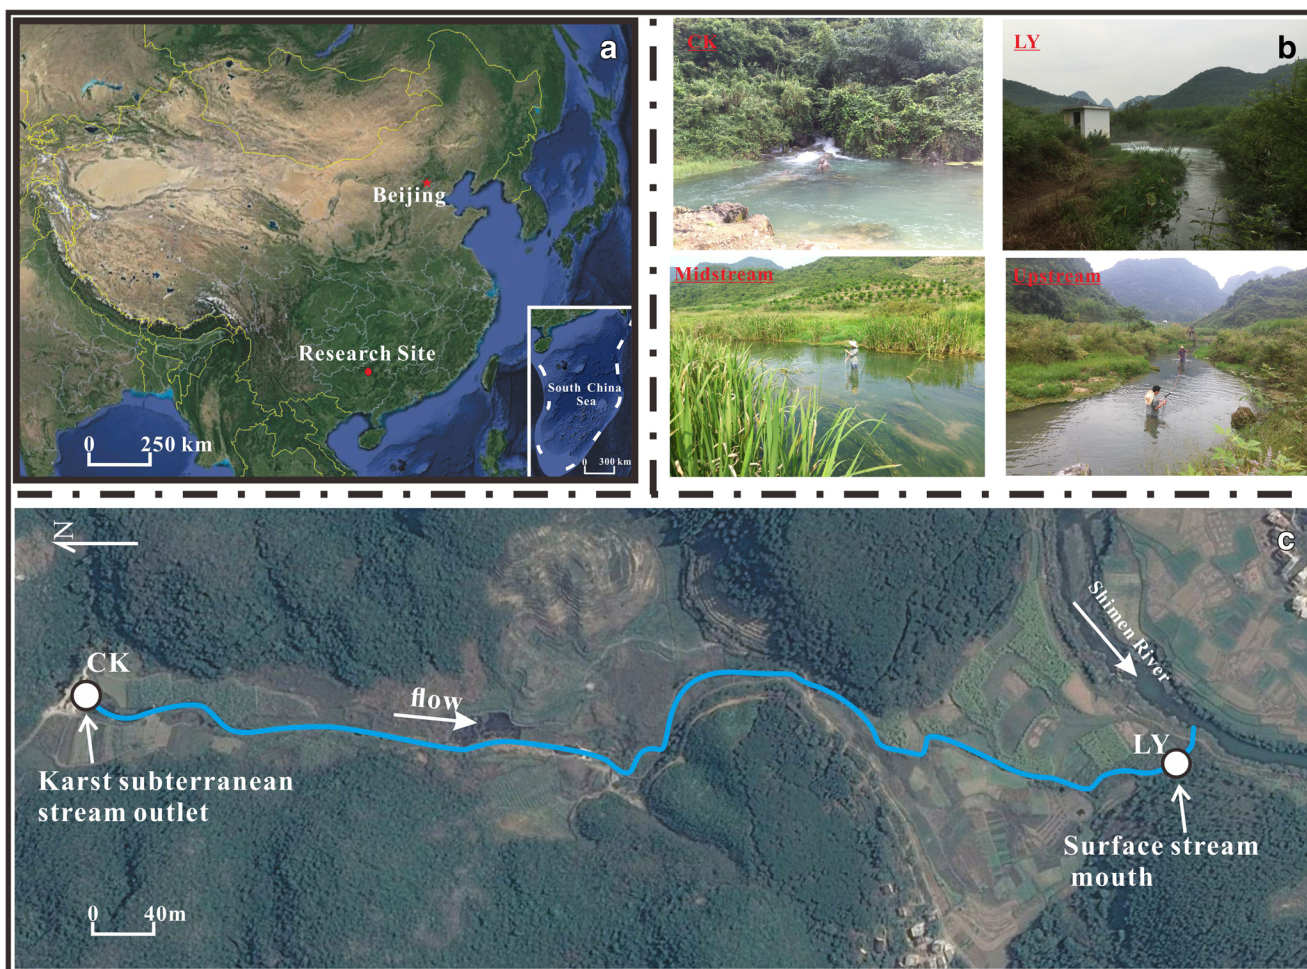 a
Beijing
Research Site
South China
Sea
0 250 km
0 300 km
CK
LY
b
Midstream
Upstream
N
c
CK
flow
Shimen River
LY
Karst subterranean
stream outlet
Surface stream
mouth
0 40m